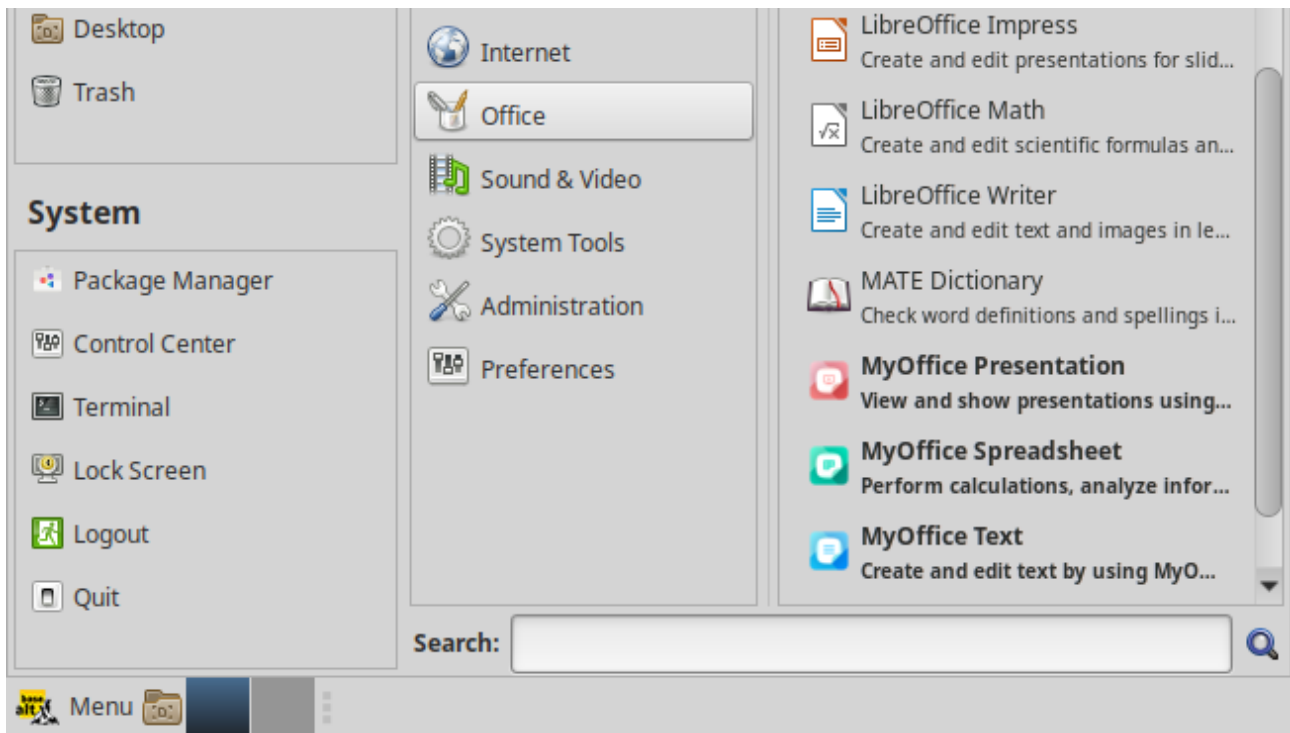 Desktop
Trash
System
Package Manager
Control Center
Terminal
Lock Screen
Logout
Quit
Internet
Office
Sound & Video
System Tools
Administration
Preferences
LibreOffice Impress
Create and edit presentations for slid...
LibreOffice Math
Create and edit scientific formulas an...
LibreOffice Writer
Create and edit text and images in le...
MATE Dictionary
Check word definitions and spellings i...
MyOffice Presentation
View and show presentations using...
MyOffice Spreadsheet
Perform calculations, analyze infor...
MyOffice Text
Create and edit text by using MyO...
Search:
base
alt
Menu